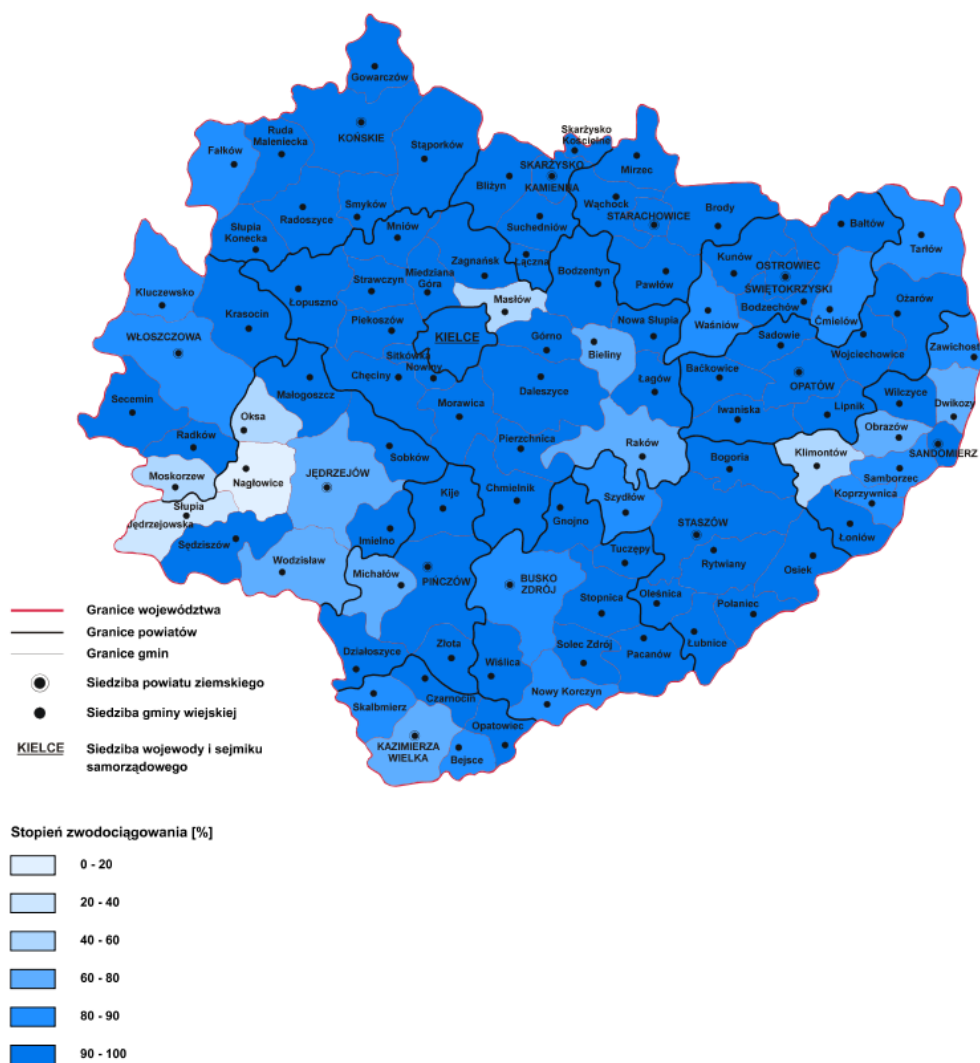 Gowarczów
Ruda
Maleniecka
KOŃSKIE
Fałków
Stąporków
Skarżysko
Kościelne
SKARŻYSKO
KAMIENNA
Bliżyn
Mirzec
Wąchock
STARACHOWICE
Brody
Bałtów
Tarłów
Radoszyce
Smyków
Słupia
Konecka
Mniów
Suchedniów
Zagnańsk
Łączna
Bodzentyn
Pawłów
Kunów
OSTROWIEC
ŚWIĘTOKRZYSKI
Bodzechów
Ćmielów
Ożarów
Kluczewsko
Łopuszno
Strawczyn
Miedziana
Góra
Masłów
Krasocin
Piekoszów
KIELCE
Górno
Bieliny
Nowa Słupia
Waśniów
Sadowie
Wojciechowice
Zawichost
WŁOSZCZOWA
Sitkówka
Nowiny
Chęciny
Daleszyce
Łagów
Baćkowice
OPATÓW
Małogoszcz
Secemin
Oksa
Morawica
Iwaniska
Lipnik
Wilczyce
Dwikozy
Radków
Sobków
Pierzchnica
Raków
Obrazów
SANDOMIERZ
Klimontów
Bogoria
Moskorzew
Nagłowice
JĘDRZEJÓW
Samborzec
Koprzywnica
Słupia
Jędrzejowska
Kije
Chmielnik
Szydłów
Gnojno
STASZÓW
Łoniów
Sędziszów
Imielno
Tuczępy
Rytwiany
Osiek
Wodzisław
Michałów
PIŃCZÓW
BUSKO
ZDRÓJ
Stopnica
Oleśnica
Połaniec
Łubnice
Pacanów
Działoszyce
Złota
Wiślica
Solec Zdrój
Nowy Korczyn
Skalbmierz
Czarnocin
Opatowiec
KAZIMIERZA
WIELKA
Bejsce
Granice województwa
Granice powiatów
Granice gmin
Siedziba powiatu ziemskiego
Siedziba gminy wiejskiej
KIELCE Siedziba wojewody i sejmiku
samorządowego
Stopień zwodociągowania [%]
0 - 20
20 - 40
40 - 60
60 - 80
80 - 90
90 - 100